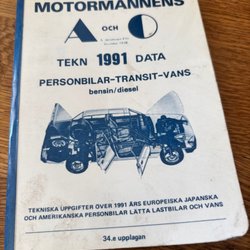 MOTORMÄNNENS
A OCH O
TEKN 1991 DATA
PERSONBILAR-TRANSIT-VANS
bensin/diesel
TEKNISKA UPPGIFTER ÖVER 1991 ÅRS EUROPEISKA JAPANSKA
OCH AMERIKANSKA PERSONBILAR LÄTTA LASTBILAR OCH VANS
34.e upplagan